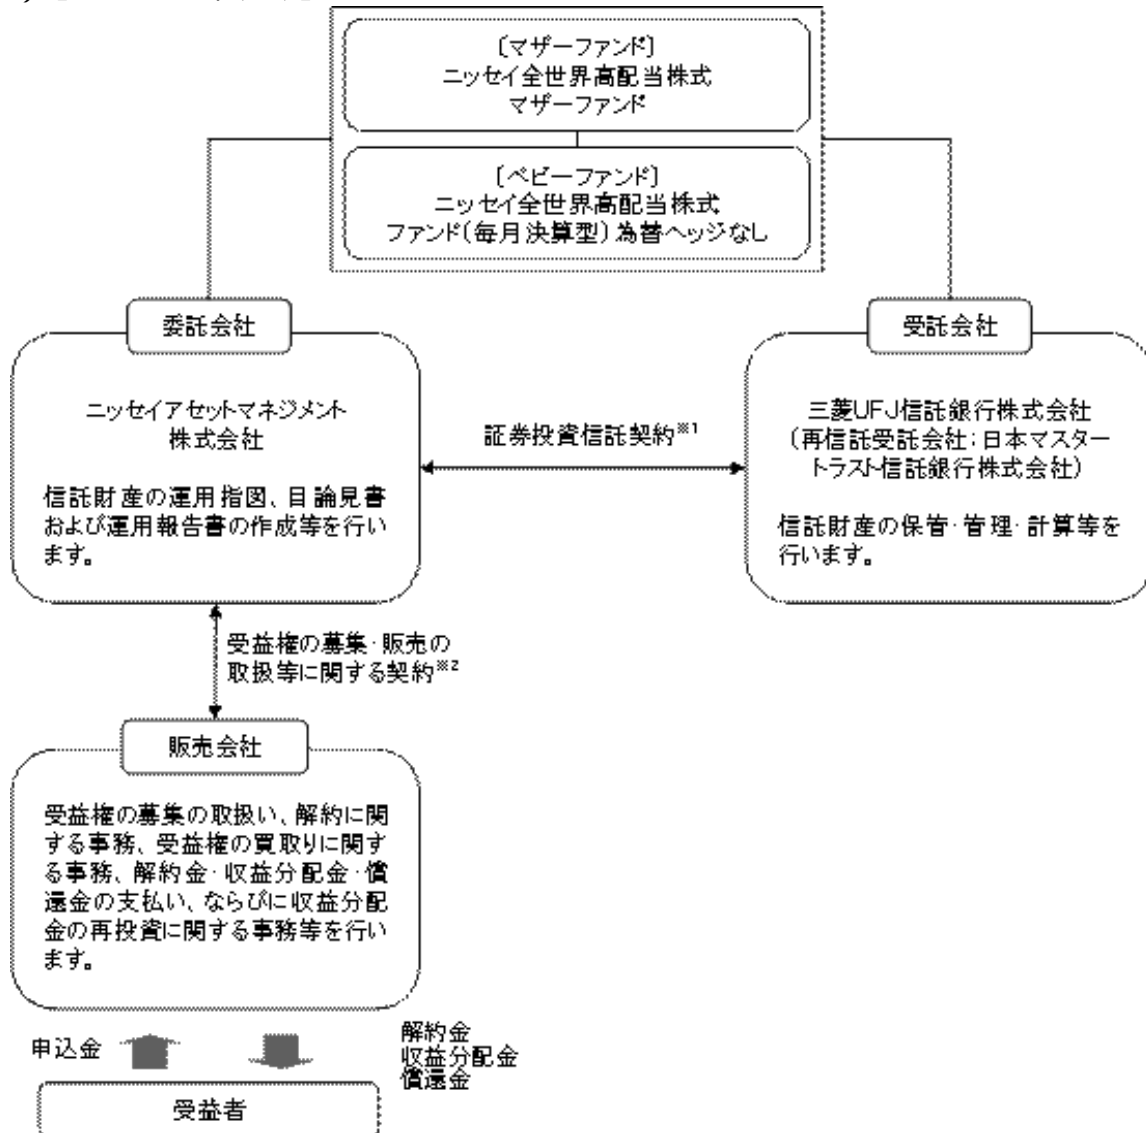 〔マザーファンド〕
ニッセイ全世界高配当株式
マザーファンド
〔ベビーファンド〕
ニッセイ全世界高配当株式
ファンド(毎月決算型)為替ヘッジなし
委託会社
受託会社
ニッセイアセットマネジメント
株式会社
信託財産の運用指図、目論見書
および運用報告書の作成等を行い
ます。
証券投資信託契約※1
三菱UFJ信託銀行株式会社
(再信託受託会社:日本マスター
トラスト信託銀行株式会社)
信託財産の保管・管理・計算等を
行います。
受益権の募集・販売の
取扱等に関する契約※2
販売会社
受益権の募集の取扱い、解約に関
する事務、受益権の買取りに関す
る事務、解約金・収益分配金・償
還金の支払い、ならびに収益分配
金の再投資に関する事務等を行い
ます。
申込金
解約金
収益分配金
償還金
受益者